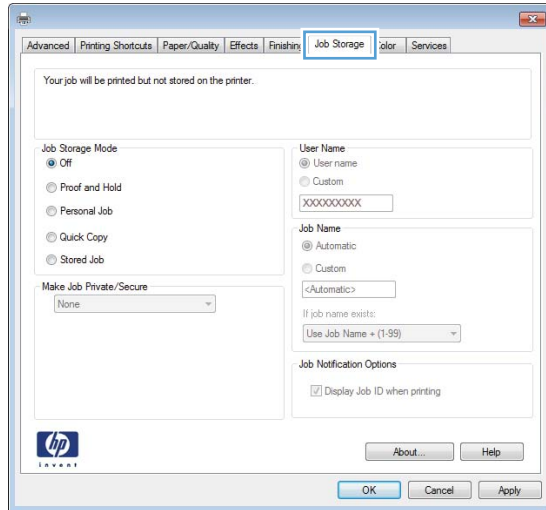 Advanced Printing Shortcuts Paper/Quality Effects Finishing Job Storage Color Services
Your job will be printed but not stored on the printer.
Job Storage Mode
Off
Proof and Hold
Personal Job
Quick Copy
Stored Job
Make Job Private/Secure
None
User Name
User name
Custom
XXXXXXXXX
Job Name
Automatic
Custom
<Automatic>
If job name exists:
Use Job Name + (1-99)
Job Notification Options
Display Job ID when printing
hp
invent
About... Help
OK Cancel Apply